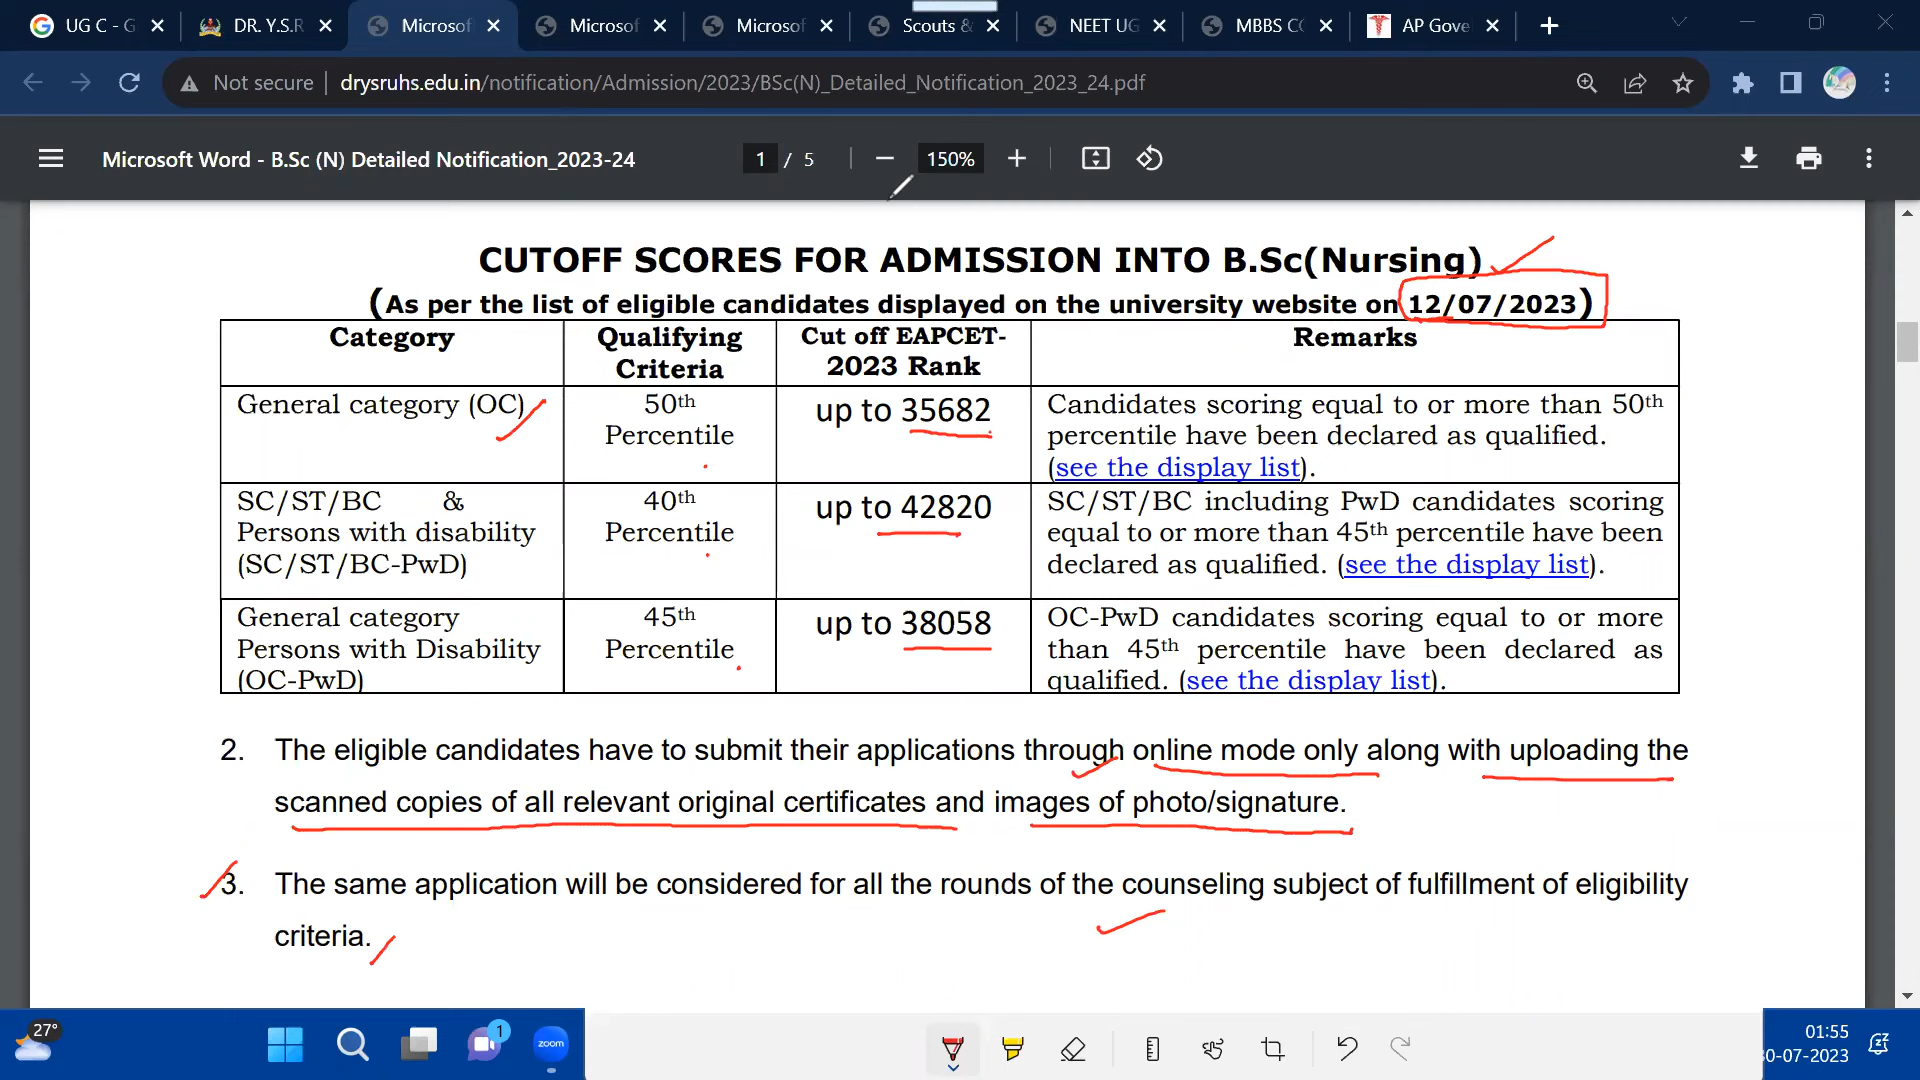 UG C - G
DR. Y.S.R
Microsof
Microsof
Microsof
Scouts &
NEET UG
MBBS CO
AP Gove
Not secure
drysruhs.edu.in/notification/Admission/2023/BSc(N)_Detailed_Notification_2023_24.pdf
Microsoft Word - B.Sc (N) Detailed Notification_2023-24
1 / 5
150%
CUTOFF SCORES FOR ADMISSION INTO B.Sc(Nursing)
(As per the list of eligible candidates displayed on the university website on 12/07/2023)
Category
Qualifying
Criteria
Cut off EAPCET-
2023 Rank
Remarks
General category (OC)
50th
Percentile
up to 35682
Candidates scoring equal to or more than 50th
percentile have been declared as qualified.
(see the display list).
SC/ST/BC &
Persons with disability
(SC/ST/BC-PwD)
40th
Percentile
up to 42820
SC/ST/BC including PwD candidates scoring
equal to or more than 45th percentile have been
declared as qualified. (see the display list).
General category
Persons with Disability
(OC-PwD)
45th
Percentile
up to 38058
OC-PwD candidates scoring equal to or more
than 45th percentile have been declared as
qualified. (see the display list).
2. The eligible candidates have to submit their applications through online mode only along with uploading the
scanned copies of all relevant original certificates and images of photo/signature.
3. The same application will be considered for all the rounds of the counseling subject of fulfillment of eligibility
criteria.
27°
1
zoom
01:55
30-07-2023